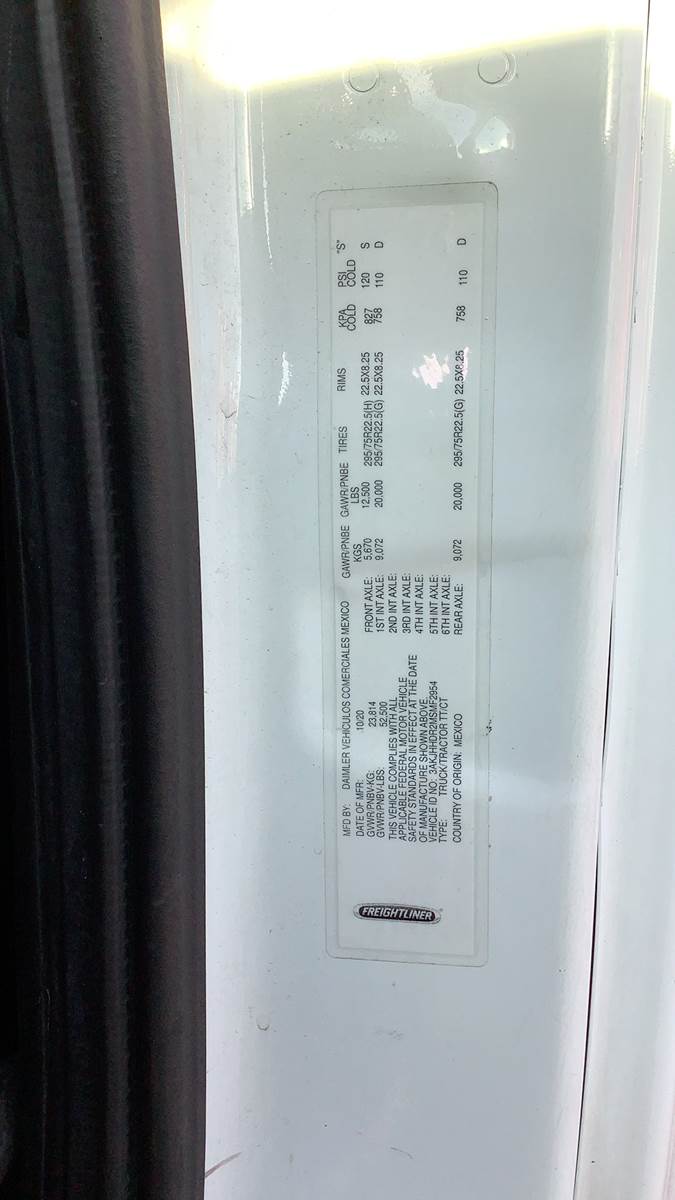 FREIGHTLINER
MFD BY: DAIMLER VEHICULOS COMERCIALES MEXICO
DATE OF MFR: 10/20
GVWR/PNBV-KG: 23,814
GVWR/PNBV-LBS: 52,500
THIS VEHICLE COMPLIES WITH ALL
APPLICABLE FEDERAL MOTOR VEHICLE
SAFETY STANDARDS IN EFFECT AT THE DATE
OF MANUFACTURE SHOWN ABOVE.
VEHICLE ID NO.: 3AKJHHDR2MSMF2954
TYPE: TRUCK/TRACTOR TT/CT
COUNTRY OF ORIGIN: MEXICO
GAWR/PNBE GAWR/PNBE TIRES RIMS KPA PSI "S"
KGS LBS COLD COLD
FRONT AXLE: 5,670 12,500 295/75R22.5(H) 22.5X8.25 827 120 S
1ST INT AXLE: 9,072 20,000 295/75R22.5(G) 22.5X8.25 758 110 D
2ND INT AXLE:
3RD INT AXLE:
4TH INT AXLE:
5TH INT AXLE:
6TH INT AXLE:
REAR AXLE: 9,072 20,000 295/75R22.5(G) 22.5X8.25 758 110 D